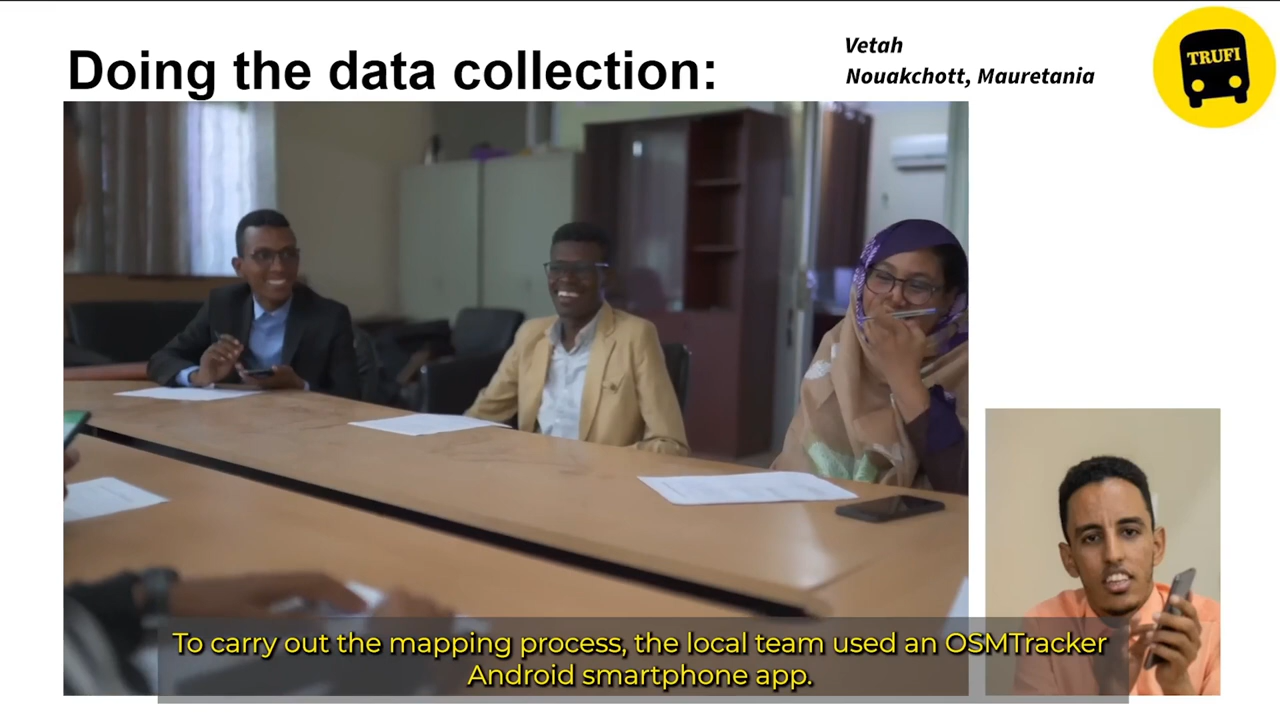 Doing the data collection:
Vetah
Nouakchott, Mauretania
TRUFI
To carry out the mapping process, the local team used an OSMTracker
Android smartphone app.